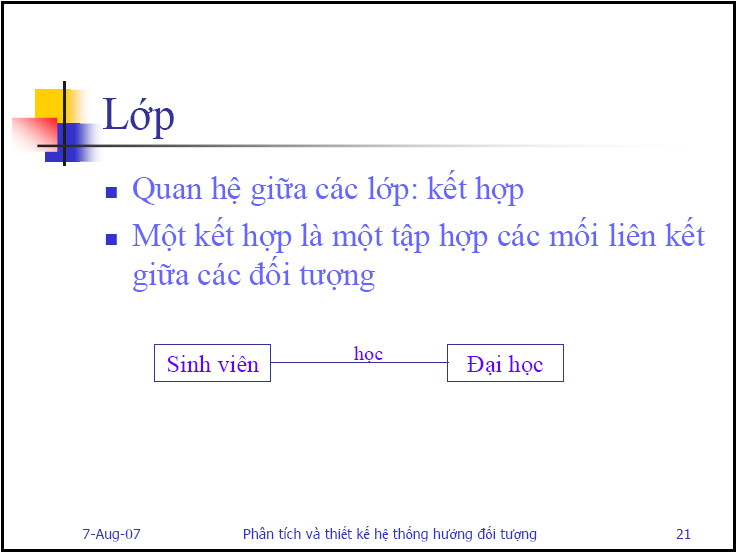 Lớp
Quan hệ giữa các lớp: kết hợp
Một kết hợp là một tập hợp các mối liên kết
giữa các đối tượng
Sinh viên
học
Đại học
7-Aug-07
Phân tích và thiết kế hệ thống hướng đối tượng
21